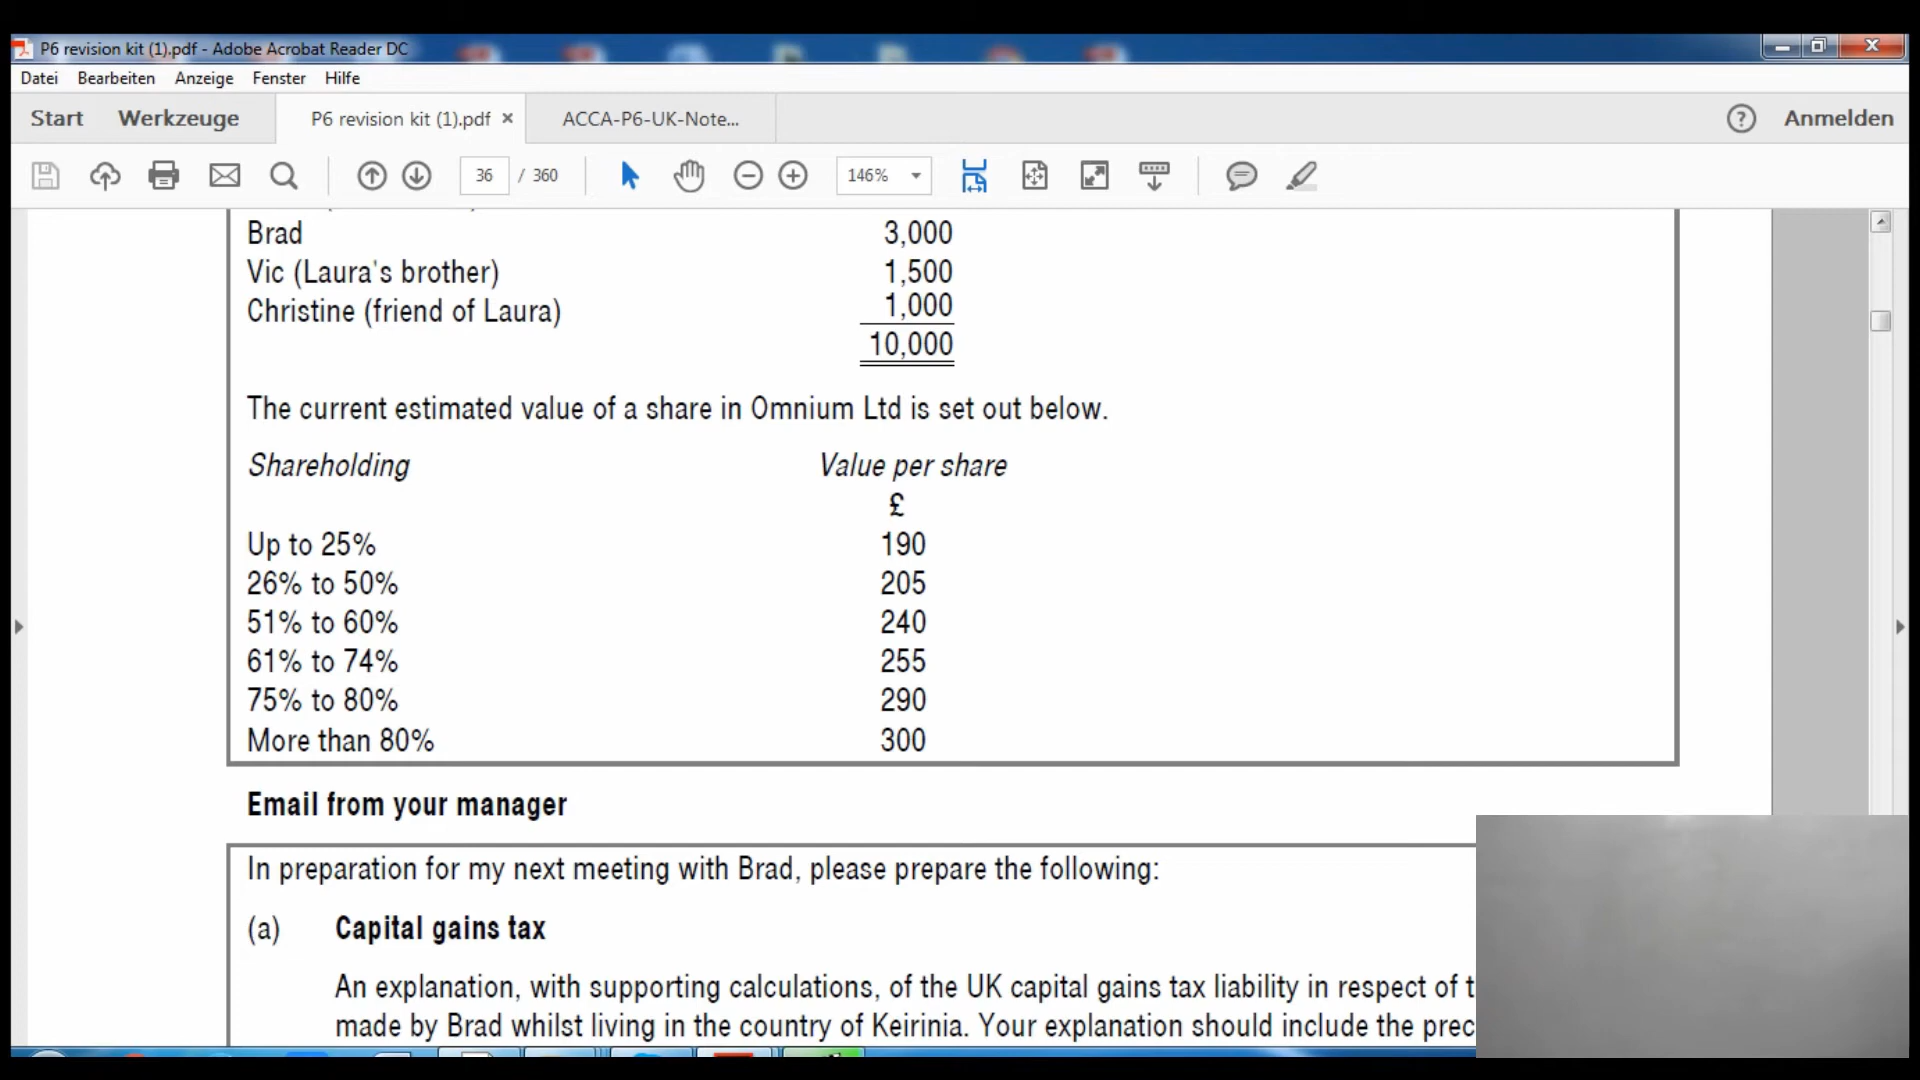 P6 revision kit (1).pdf - Adobe Acrobat Reader DC
Datei Bearbeiten Anzeige Fenster Hilfe
Start Werkzeuge P6 revision kit (1).pdf × ACCA-P6-UK-Note... ? Anmelden
36 / 360 146%
Brad 3,000
Vic (Laura's brother) 1,500
Christine (friend of Laura) 1,000
10,000
The current estimated value of a share in Omnium Ltd is set out below.
Shareholding Value per share
£
Up to 25% 190
26% to 50% 205
51% to 60% 240
61% to 74% 255
75% to 80% 290
More than 80% 300
Email from your manager
In preparation for my next meeting with Brad, please prepare the following:
(a) Capital gains tax
An explanation, with supporting calculations, of the UK capital gains tax liability in respect of
made by Brad whilst living in the country of Keirinia. Your explanation should include the